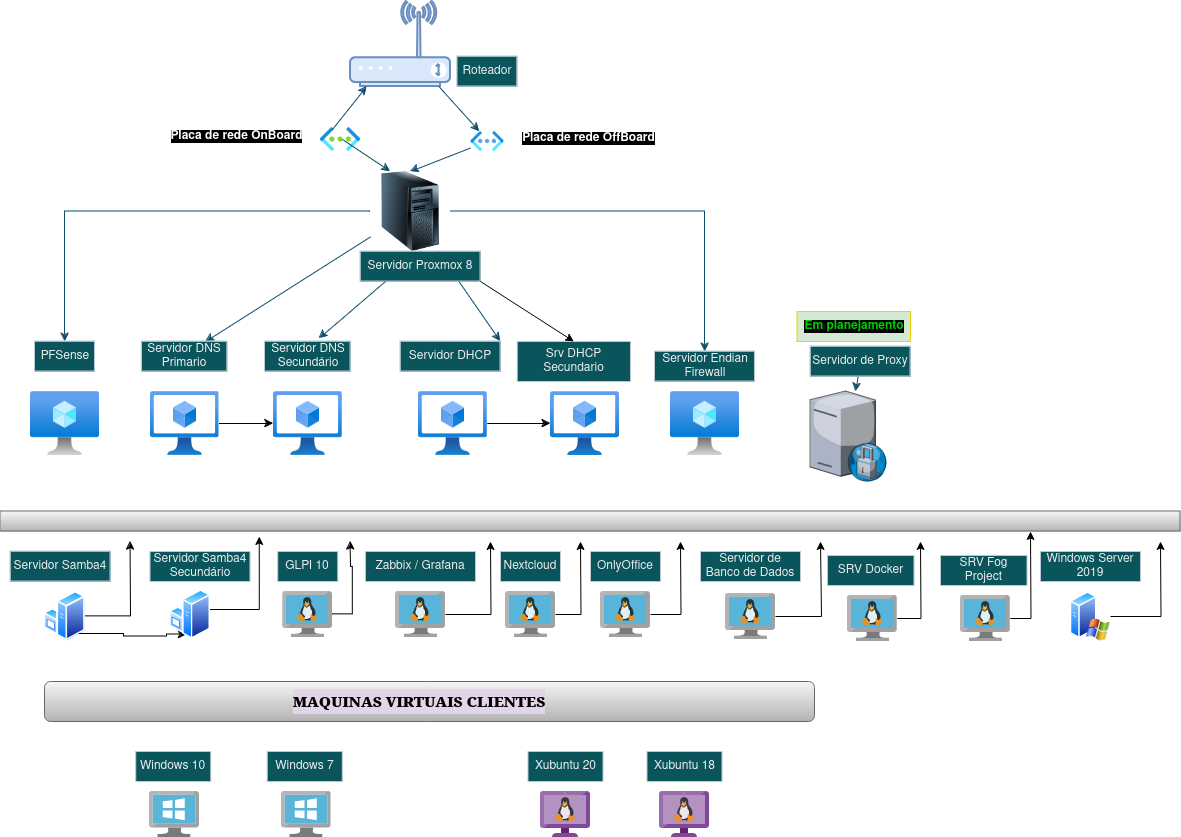 Roteador
Placa de rede OnBoard
Placa de rede OffBoard
Servidor Proxmox 8
Em planejamento
PFSense
Servidor DNS
Primario
Servidor DNS
Secundário
Servidor DHCP
Srv DHCP
Secundario
Servidor Endian
Firewall
Servidor de Proxy
Servidor Samba4
Servidor Samba4
Secundário
GLPI 10
Zabbix / Grafana
Nextcloud
OnlyOffice
Servidor de
Banco de Dados
SRV Docker
SRV Fog
Project
Windows Server
2019
MAQUINAS VIRTUAIS CLIENTES
Windows 10
Windows 7
Xubuntu 20
Xubuntu 18